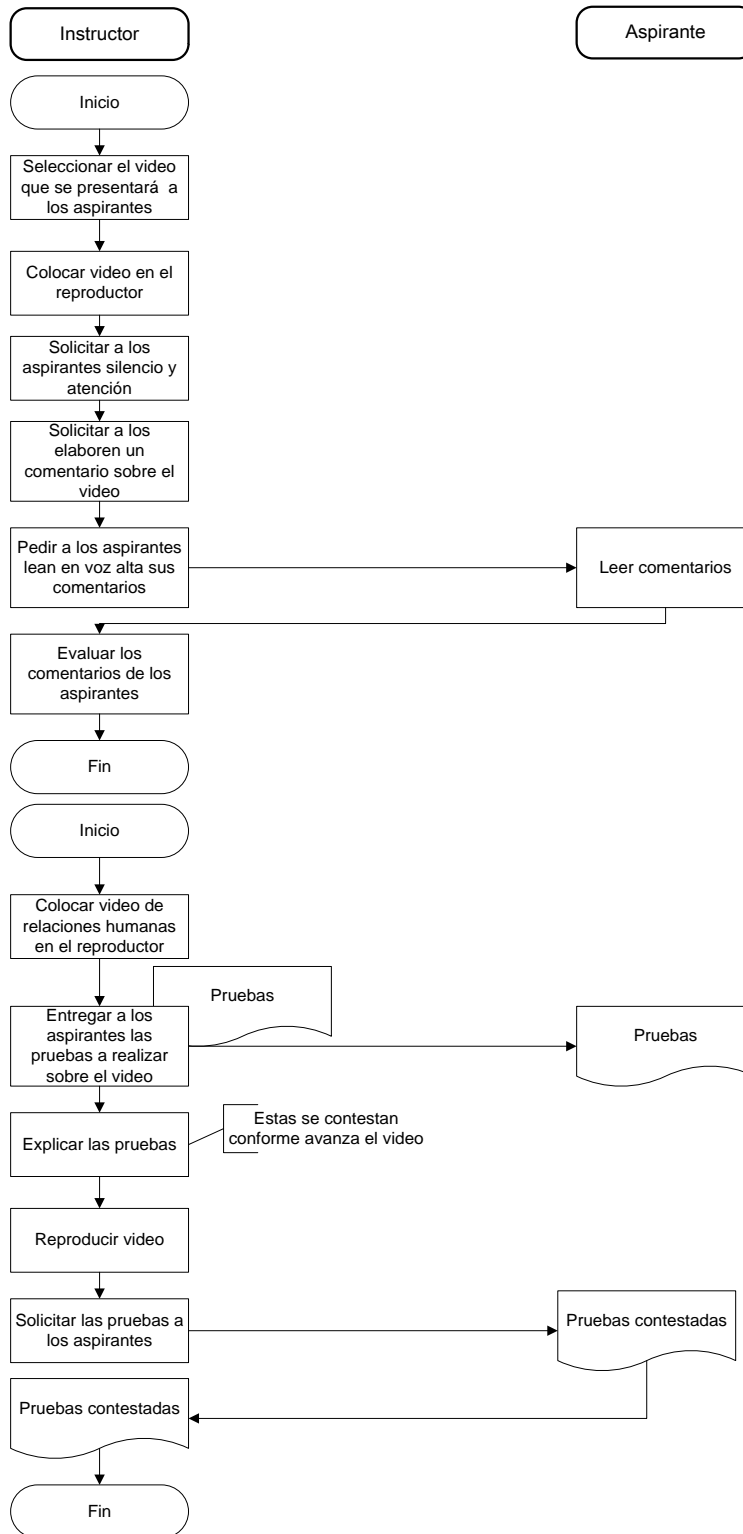 Instructor
Aspirante
Inicio
Seleccionar el video
que se presentará a
los aspirantes
Colocar video en el
reproductor
Solicitar a los
aspirantes silencio y
atención
Solicitar a los
elaboren un
comentario sobre el
video
Pedir a los aspirantes
lean en voz alta sus
comentarios
Leer comentarios
Evaluar los
comentarios de los
aspirantes
Fin
Inicio
Colocar video de
relaciones humanas
en el reproductor
Pruebas
Entregar a los
aspirantes las
pruebas a realizar
sobre el video
Pruebas
Explicar las pruebas
Estas se contestan
conforme avanza el video
Reproducir video
Solicitar las pruebas a
los aspirantes
Pruebas contestadas
Pruebas contestadas
Fin